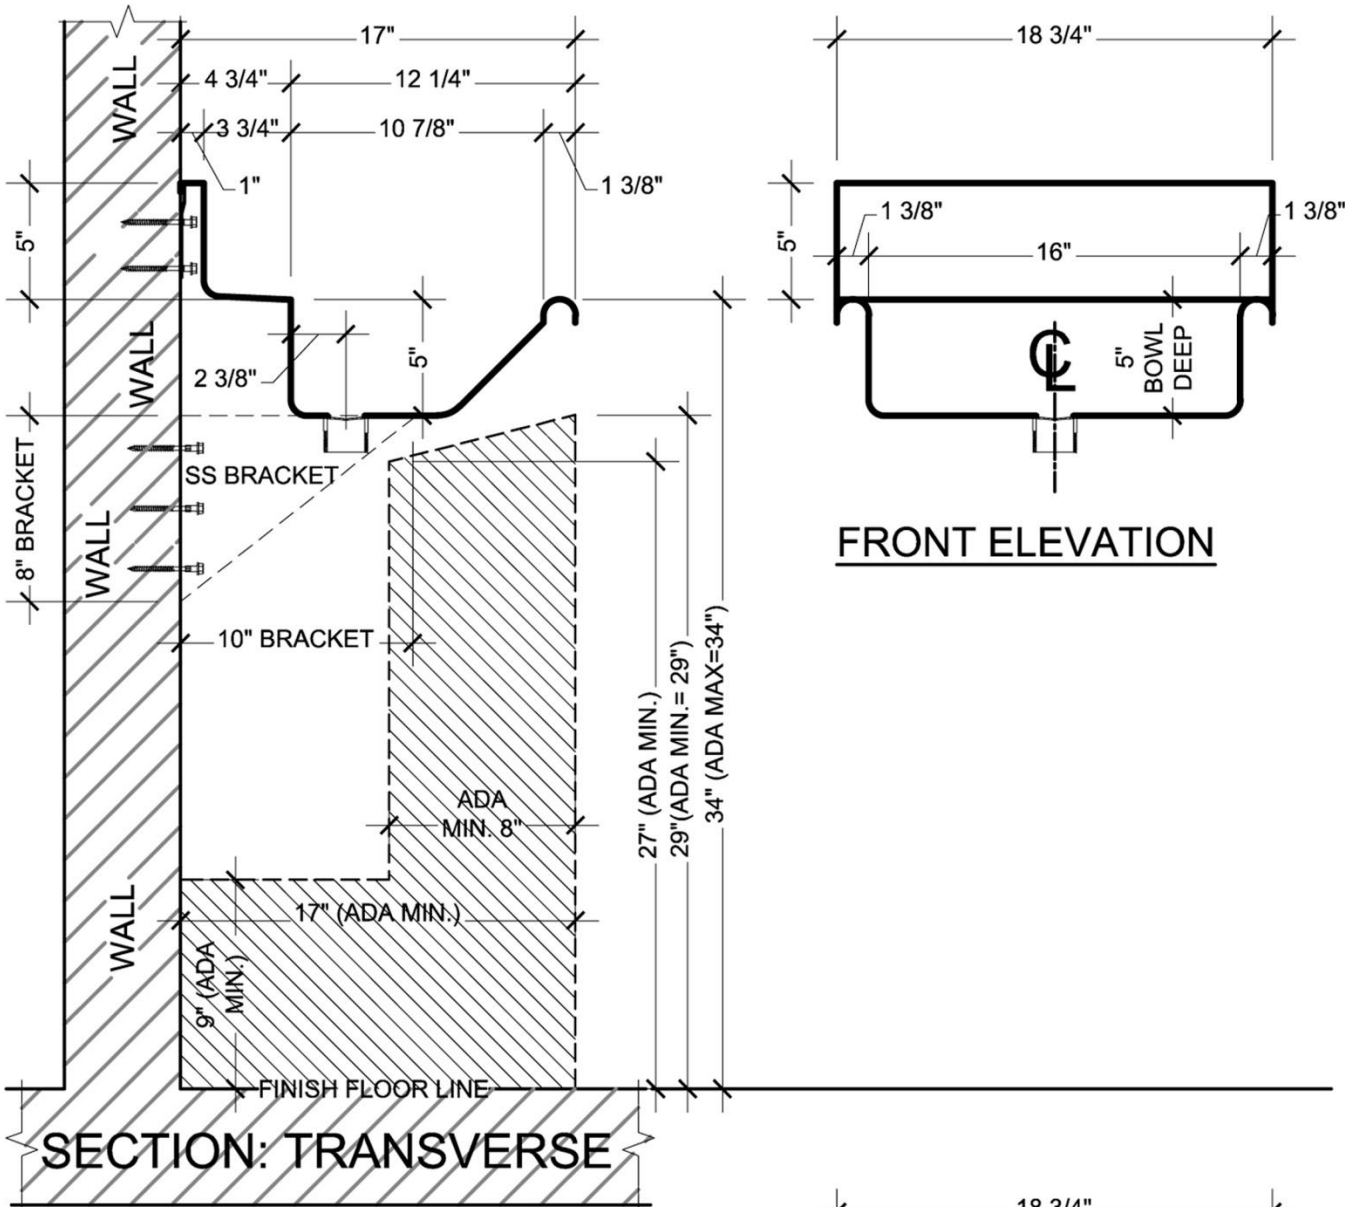 17"
18 3/4"
4 3/4"
12 1/4"
3 3/4"
10 7/8"
1"
1 3/8"
WALL
5"
5"
1 3/8"
1 3/8"
16"
WALL
2 3/8"
5"
5"
BOWL
DEEP
CL
SS BRACKET
8" BRACKET
WALL
FRONT ELEVATION
10" BRACKET
27" (ADA MIN.)
29"(ADA MIN.= 29")
34" (ADA MAX=34")
ADA
MIN. 8"
WALL
17" (ADA MIN.)
9" (ADA
MIN.)
FINISH FLOOR LINE
SECTION: TRANSVERSE
18 3/4"